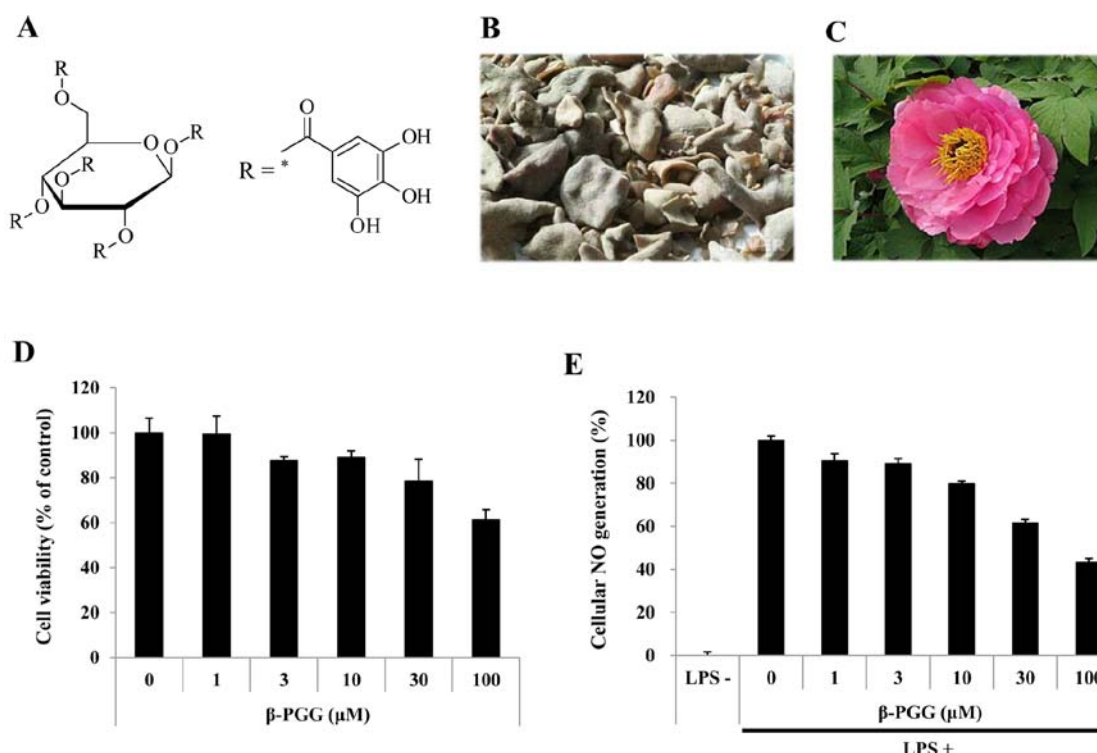 A
B
C
R
O
O
O
R
R
O
O
R
O
O
R
R = *
O
OH
OH
OH
D
E
Cell viability (% of control)
120
100
80
60
40
20
0
0 1 3 10 30 100
β-PGG (μM)
Cellular NO generation (%)
120
100
80
60
40
20
0
LPS - 0 1 3 10 30 100
β-PGG (μM)
LPS +